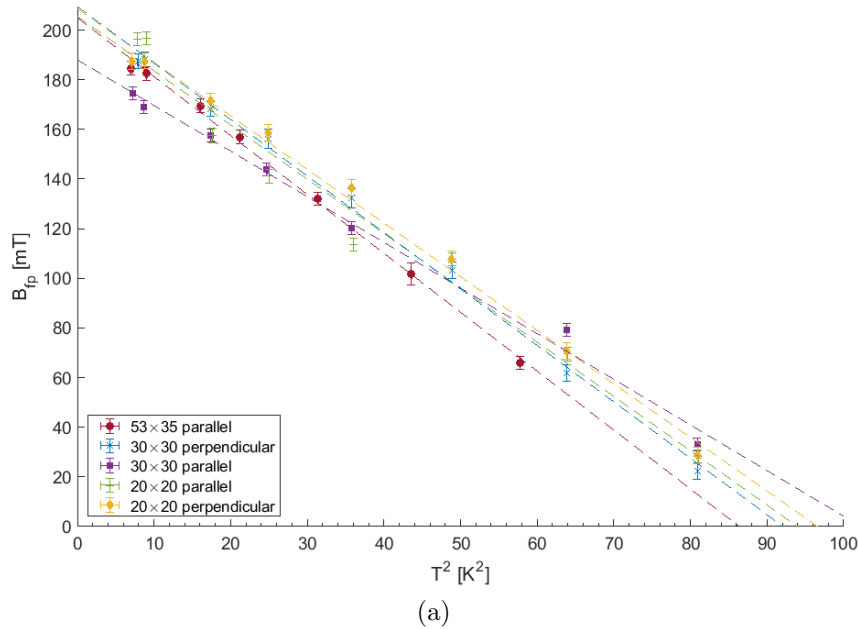 200
180
160
140
120
100
80
60
40
20
0
B_fp [mT]
53×35 parallel
30×30 perpendicular
30×30 parallel
20×20 parallel
20×20 perpendicular
0 10 20 30 40 50 60 70 80 90 100
T² [K²]
(a)